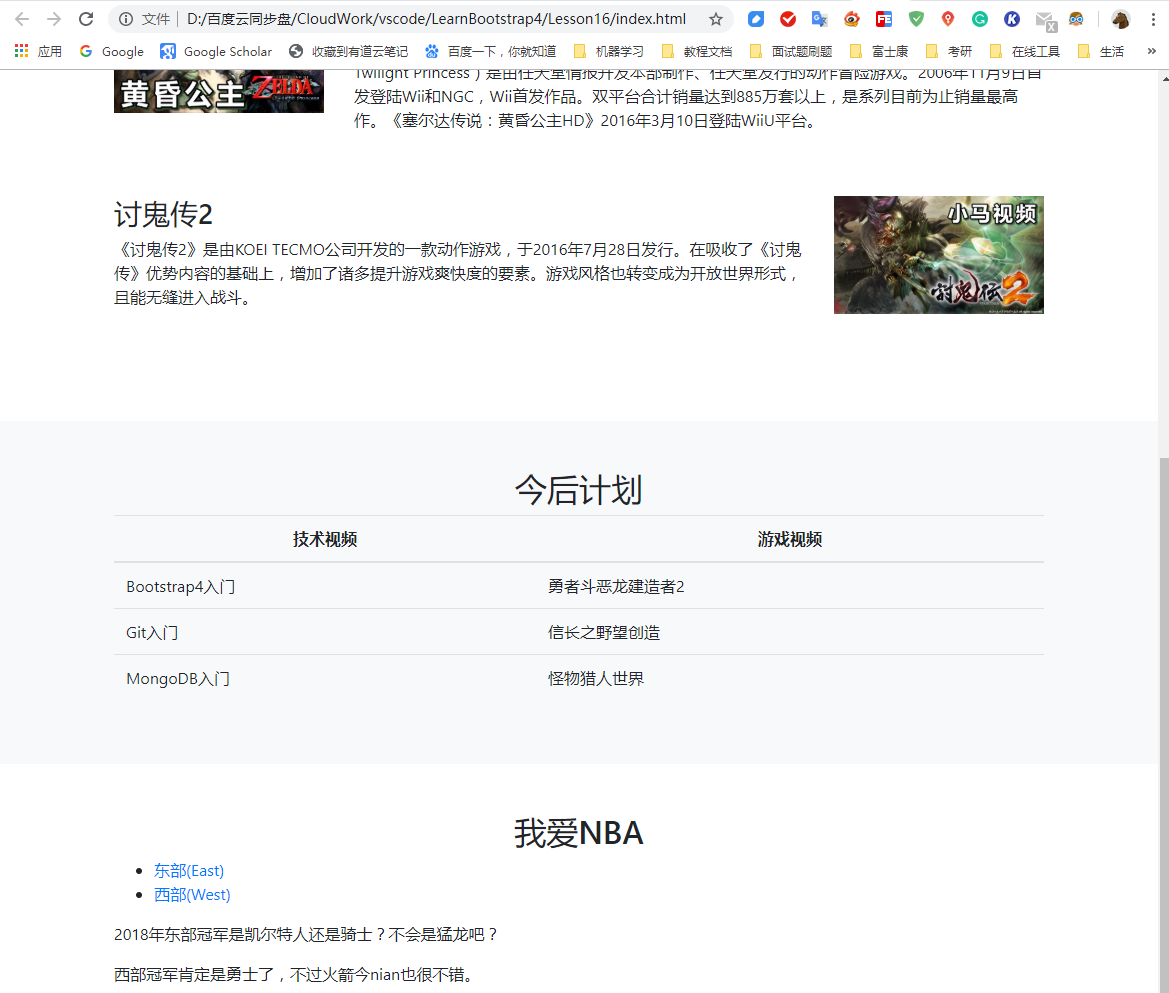 文件 D:/百度云同步盘/CloudWork/vscode/LearnBootstrap4/Lesson16/index.html
应用 Google Google Scholar 收藏到有道云笔记 百度一下，你就知道 机器学习 教程文档 面试题刷题 富士康 考研 在线工具 生活 »
黄昏公主 ZELDA
Twilight Princess）是由任天堂情报开发本部制作、任天堂发行的动作冒险游戏。2006年11月9日首
发登陆Wii和NGC，Wii首发作品。双平台合计销量达到885万套以上，是系列目前为止销量最高
作。《塞尔达传说：黄昏公主HD》2016年3月10日登陆WiiU平台。
讨鬼传2
《讨鬼传2》是由KOEI TECMO公司开发的一款动作游戏，于2016年7月28日发行。在吸收了《讨鬼
传》优势内容的基础上，增加了诸多提升游戏爽快度的要素。游戏风格也转变成为开放世界形式，
且能无缝进入战斗。
小马视频
討鬼伝2
今后计划
技术视频 游戏视频
Bootstrap4入门 勇者斗恶龙建造者2
Git入门 信长之野望创造
MongoDB入门 怪物猎人世界
我爱NBA
东部(East)
西部(West)
2018年东部冠军是凯尔特人还是骑士？不会是猛龙吧？
西部冠军肯定是勇士了，不过火箭今nian也很不错。